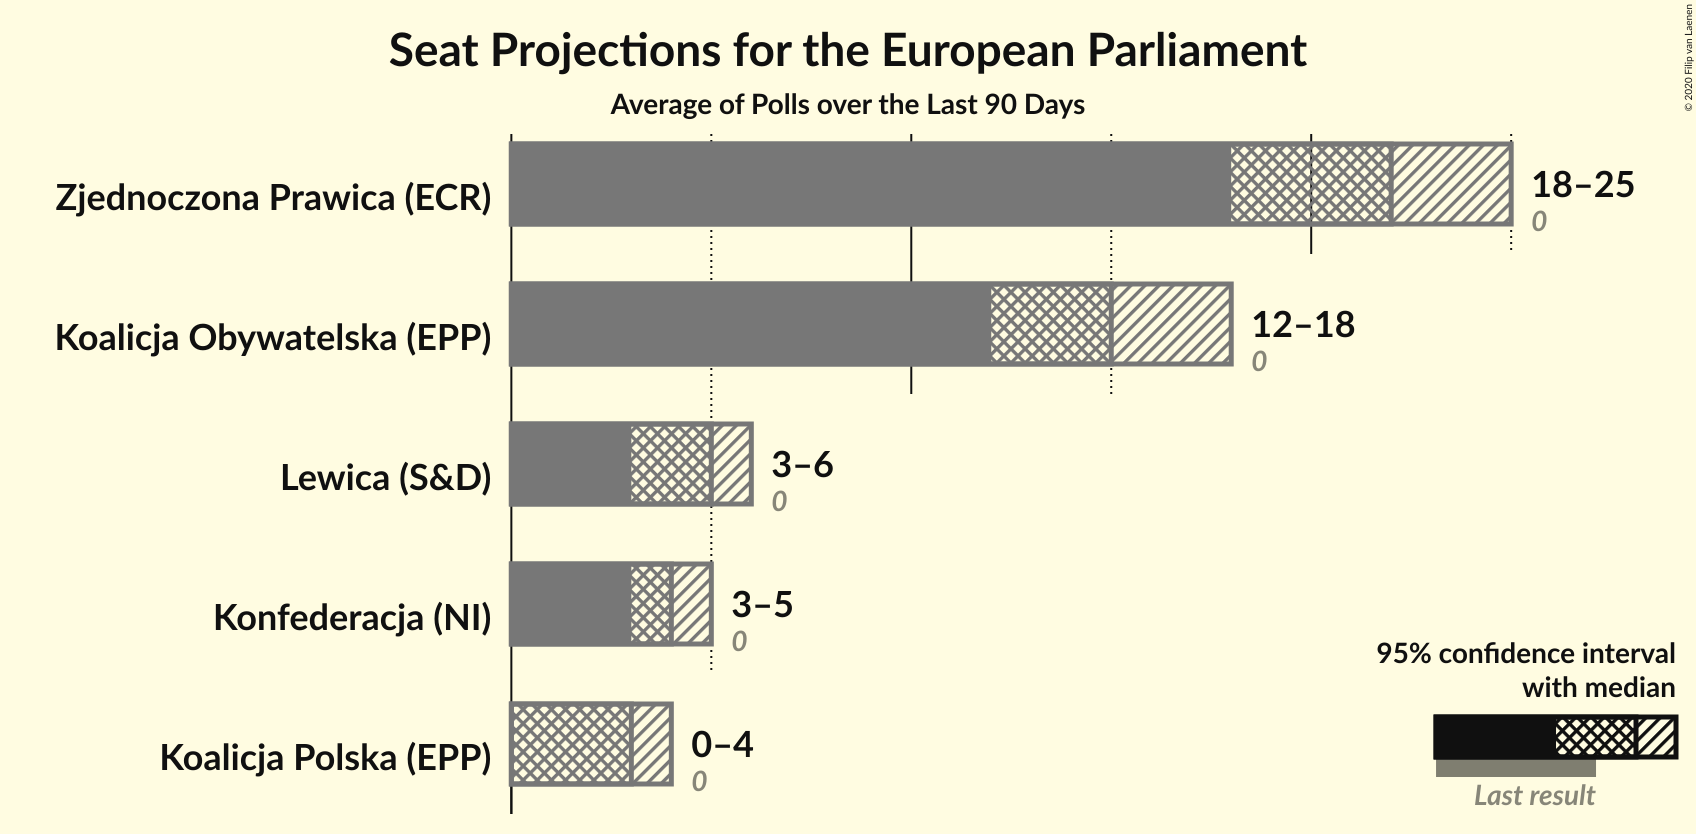 Seat Projections for the European Parliament
Average of Polls over the Last 90 Days
© 2020 Filip van Laenen
Zjednoczona Prawica (ECR)
18–25
0
Koalicja Obywatelska (EPP)
12–18
0
Lewica (S&D)
3–6
0
Konfederacja (NI)
3–5
0
Koalicja Polska (EPP)
0–4
0
95% confidence interval
with median
Last result